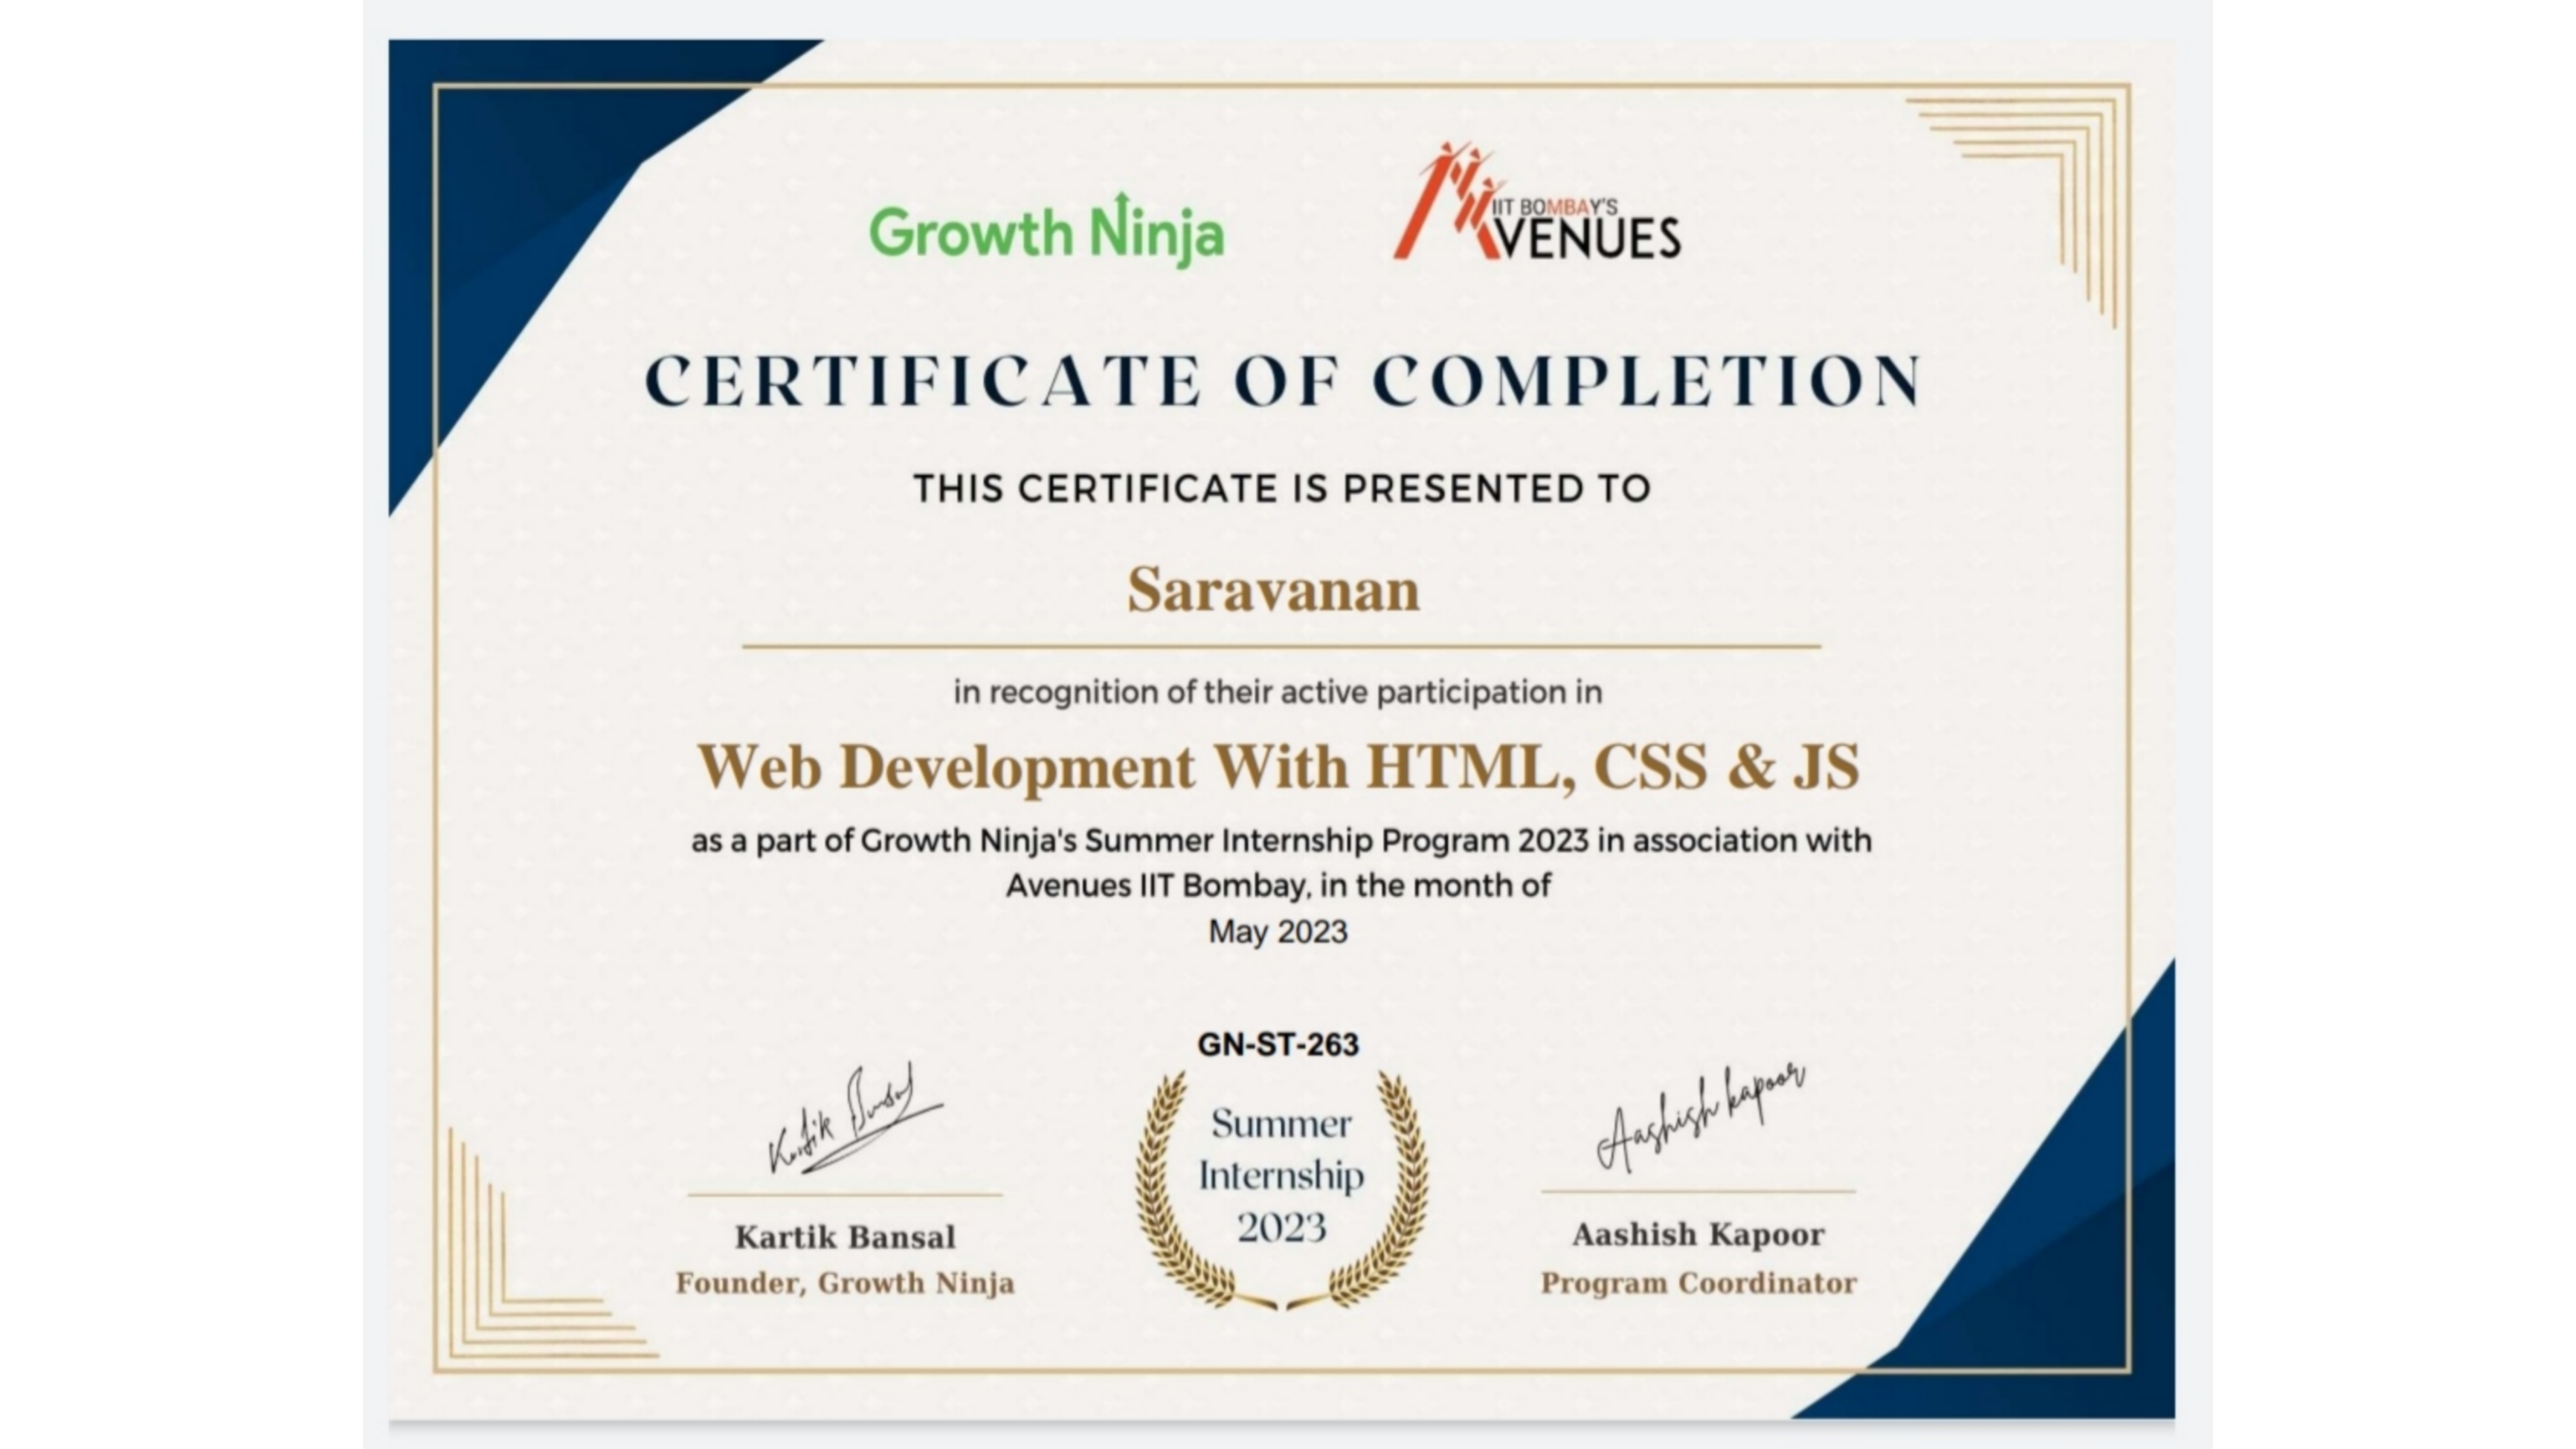 Growth Ninja
IIT BOMBAY'S
AVENUES
CERTIFICATE OF COMPLETION
THIS CERTIFICATE IS PRESENTED TO
Saravanan
in recognition of their active participation in
Web Development With HTML, CSS & JS
as a part of Growth Ninja's Summer Internship Program 2023 in association with
Avenues IIT Bombay, in the month of
May 2023
GN-ST-263
Summer
Internship
2023
Kartik Bansal
Kartik Bansal
Founder, Growth Ninja
Aashish kapoor
Aashish Kapoor
Program Coordinator